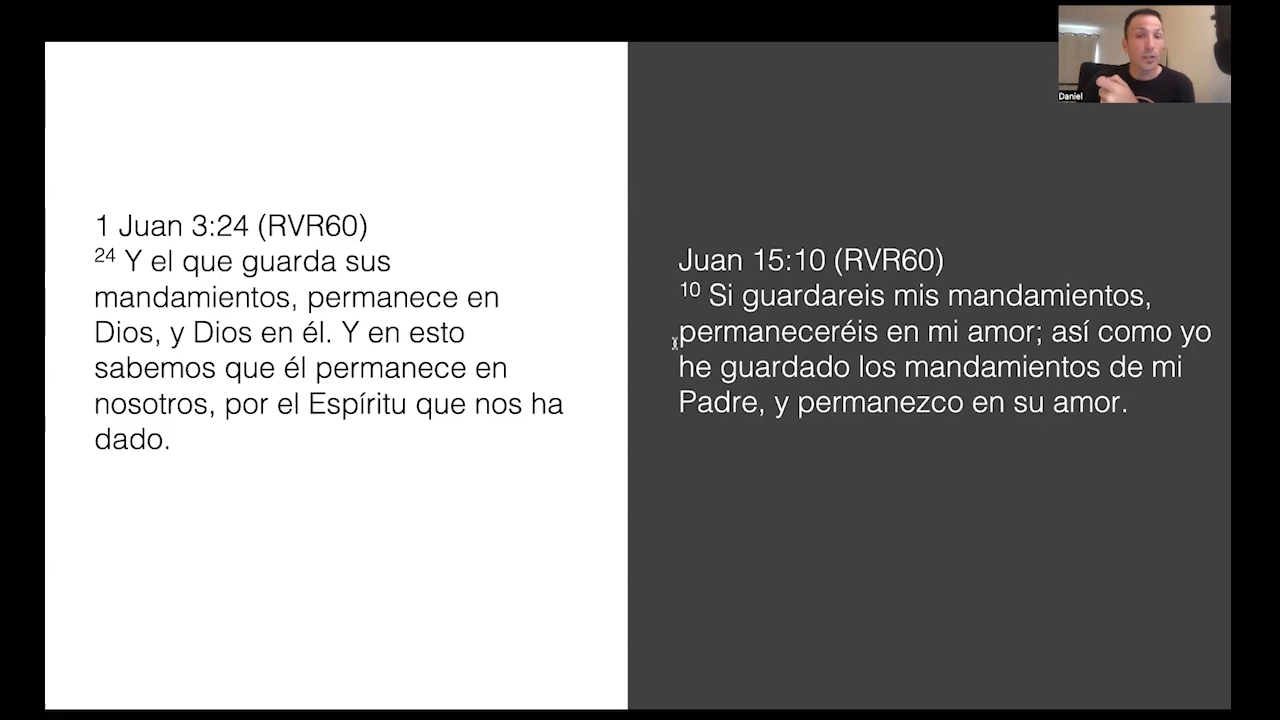 1 Juan 3:24 (RVR60)
24 Y el que guarda sus
mandamientos, permanece en
Dios, y Dios en él. Y en esto
sabemos que él permanece en
nosotros, por el Espíritu que nos ha
dado.
Juan 15:10 (RVR60)
10 Si guardareis mis mandamientos,
permaneceréis en mi amor; así como yo
he guardado los mandamientos de mi
Padre, y permanezco en su amor.
Daniel